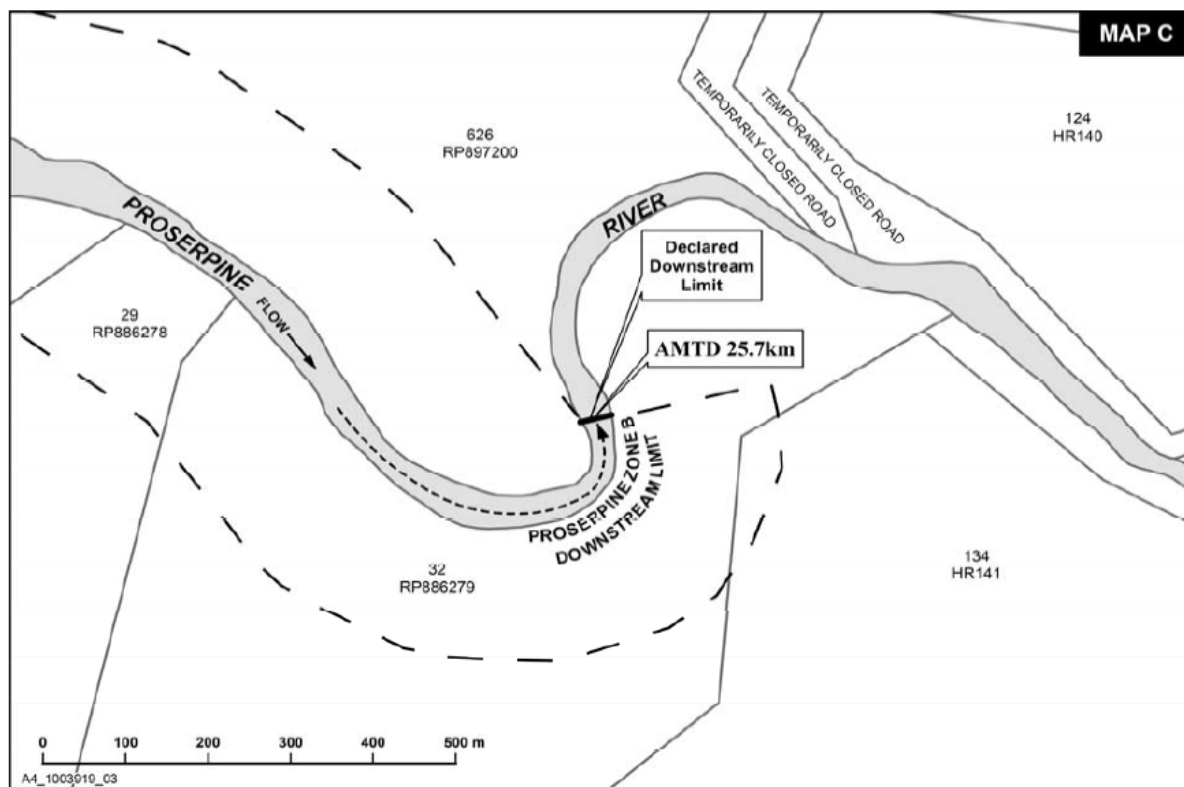 MAP C
626
RP897200
124
HR140
TEMPORARILY CLOSED ROAD
TEMPORARILY CLOSED ROAD
PROSERPINE
RIVER
FLOW
Declared
Downstream
Limit
29
RP886278
AMTD 25.7km
PROSERPINE ZONE B
DOWNSTREAM LIMIT
32
RP886279
134
HR141
0 100 200 300 400 500 m
A4_1003919_03